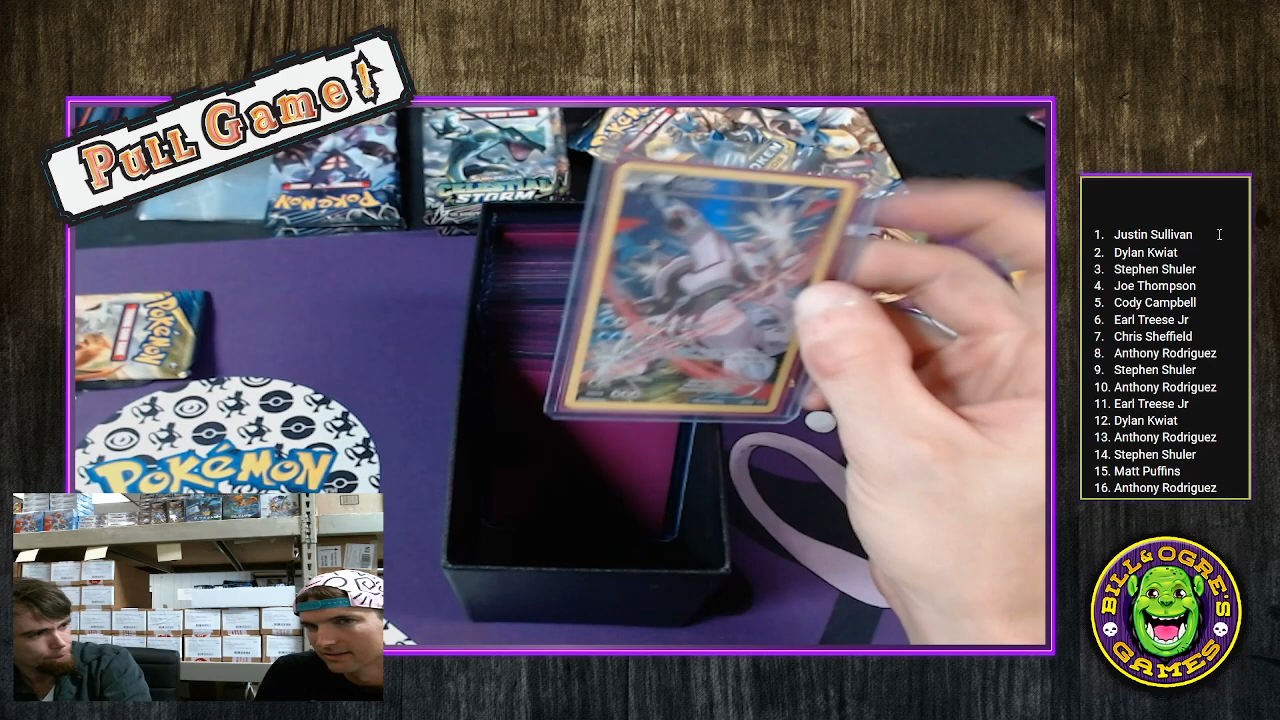 PULL Game!
POKÉMON
CELESTIAL
STORM
POKÉMON
POKÉMON
POKÉMON
1. Justin Sullivan
2. Dylan Kwiat
3. Stephen Shuler
4. Joe Thompson
5. Cody Campbell
6. Earl Treese Jr
7. Chris Sheffield
8. Anthony Rodriguez
9. Stephen Shuler
10. Anthony Rodriguez
11. Earl Treese Jr
12. Dylan Kwiat
13. Anthony Rodriguez
14. Stephen Shuler
15. Matt Puffins
16. Anthony Rodriguez
BILL & OGRE'S
GAMES